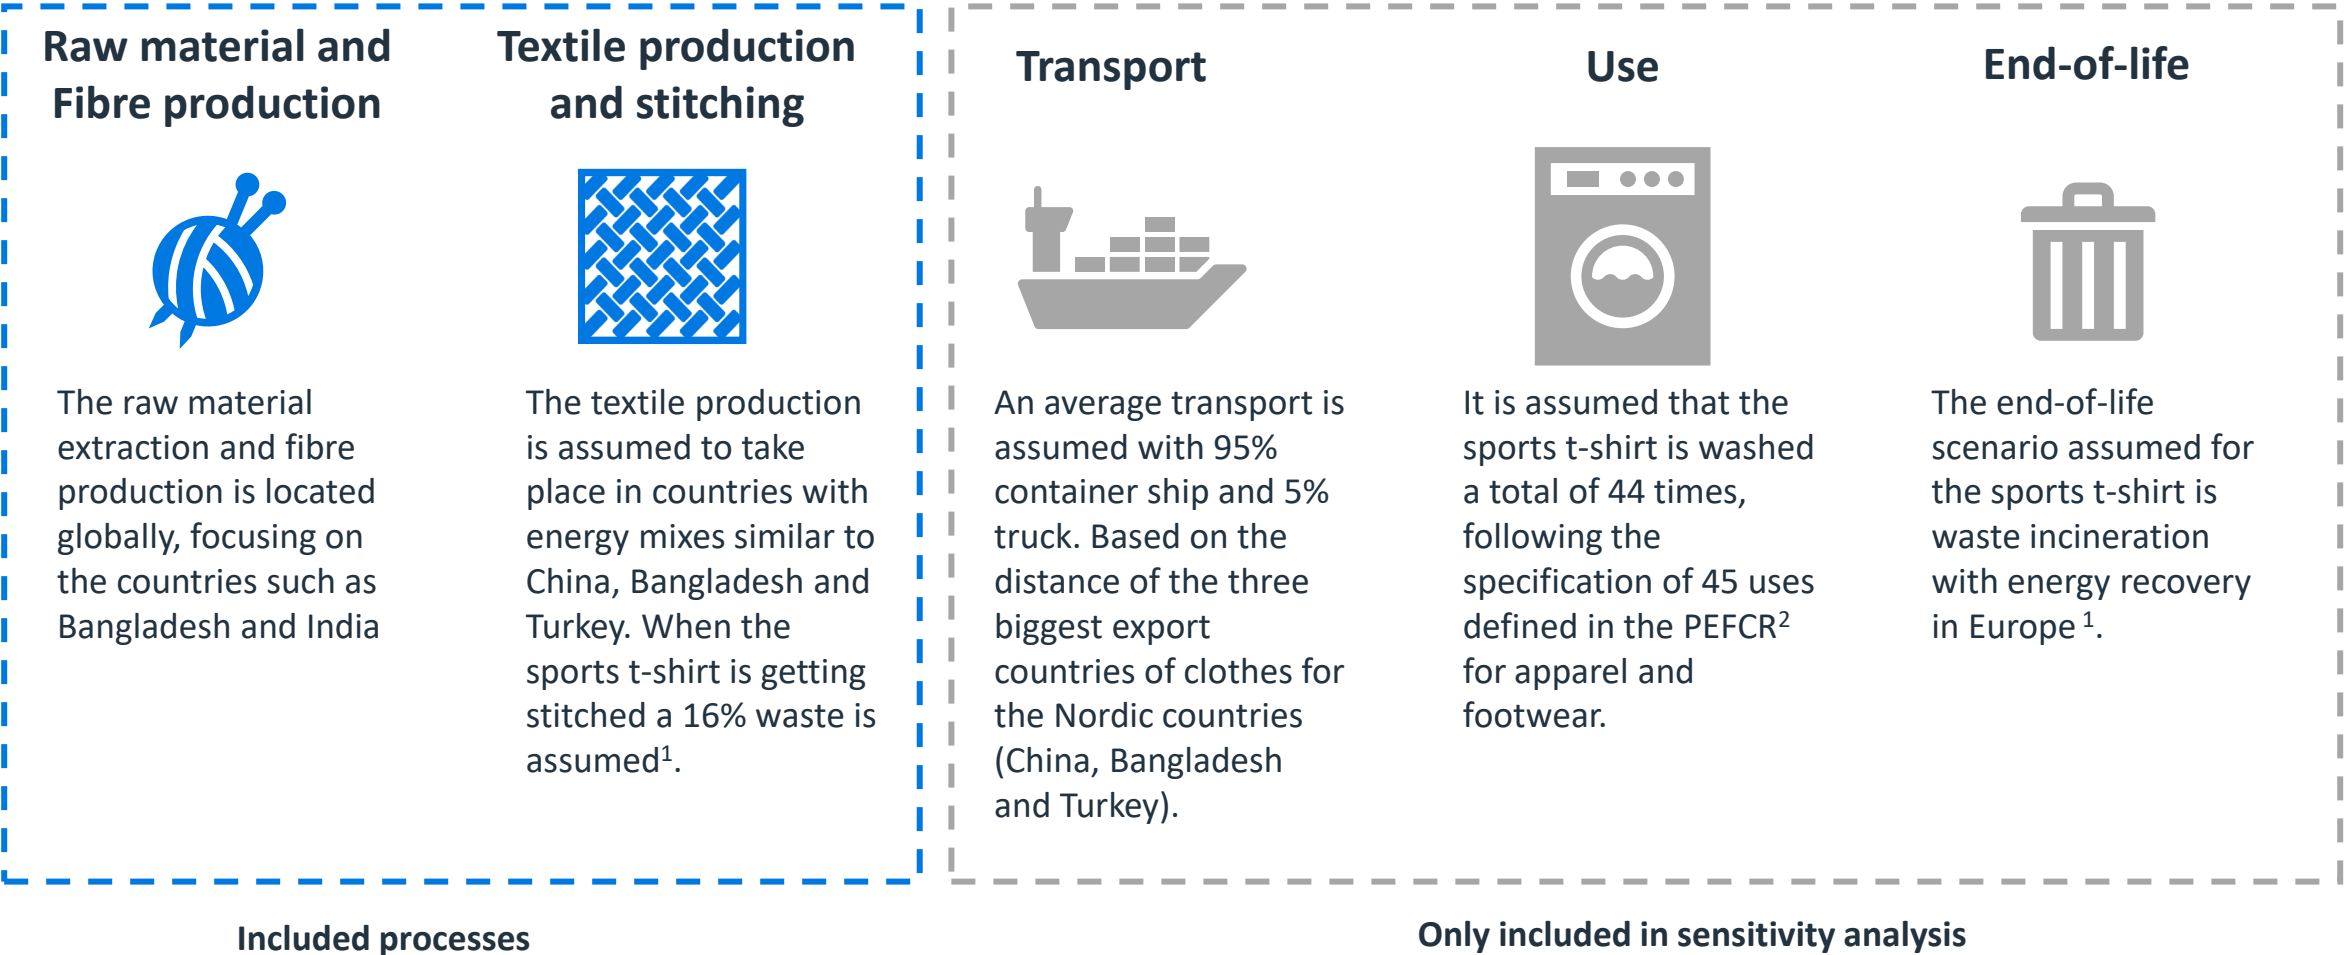 Raw material and
Fibre production
The raw material
extraction and fibre
production is located
globally, focusing on
the countries such as
Bangladesh and India
Textile production
and stitching
The textile production
is assumed to take
place in countries with
energy mixes similar to
China, Bangladesh and
Turkey. When the
sports t-shirt is getting
stitched a 16% waste is
assumed¹.
Included processes
Transport
An average transport is
assumed with 95%
container ship and 5%
truck. Based on the
distance of the three
biggest export
countries of clothes for
the Nordic countries
(China, Bangladesh
and Turkey).
Use
It is assumed that the
sports t-shirt is washed
a total of 44 times,
following the
specification of 45 uses
defined in the PEFCR²
for apparel and
footwear.
End-of-life
The end-of-life
scenario assumed for
the sports t-shirt is
waste incineration
with energy recovery
in Europe ¹.
Only included in sensitivity analysis